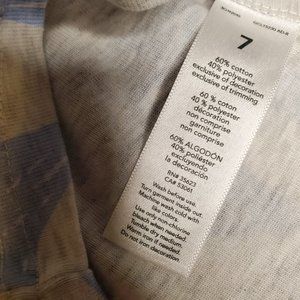 7
60% cotton
40% polyester
exclusive of decoration
exclusive of trimming
60 % coton
40 % polyester
décoration
non comprise
garniture
non comprise
60% ALGODÓN
40% poliéster
excluyendo
la decoración
RN# 35623
CA# 53061
Wash before use.
Turn garment inside out.
Machine wash cold with
like colors.
Use only non-chlorine
bleach when needed.
Tumble dry medium.
Warm iron if needed.
Do not iron decoration